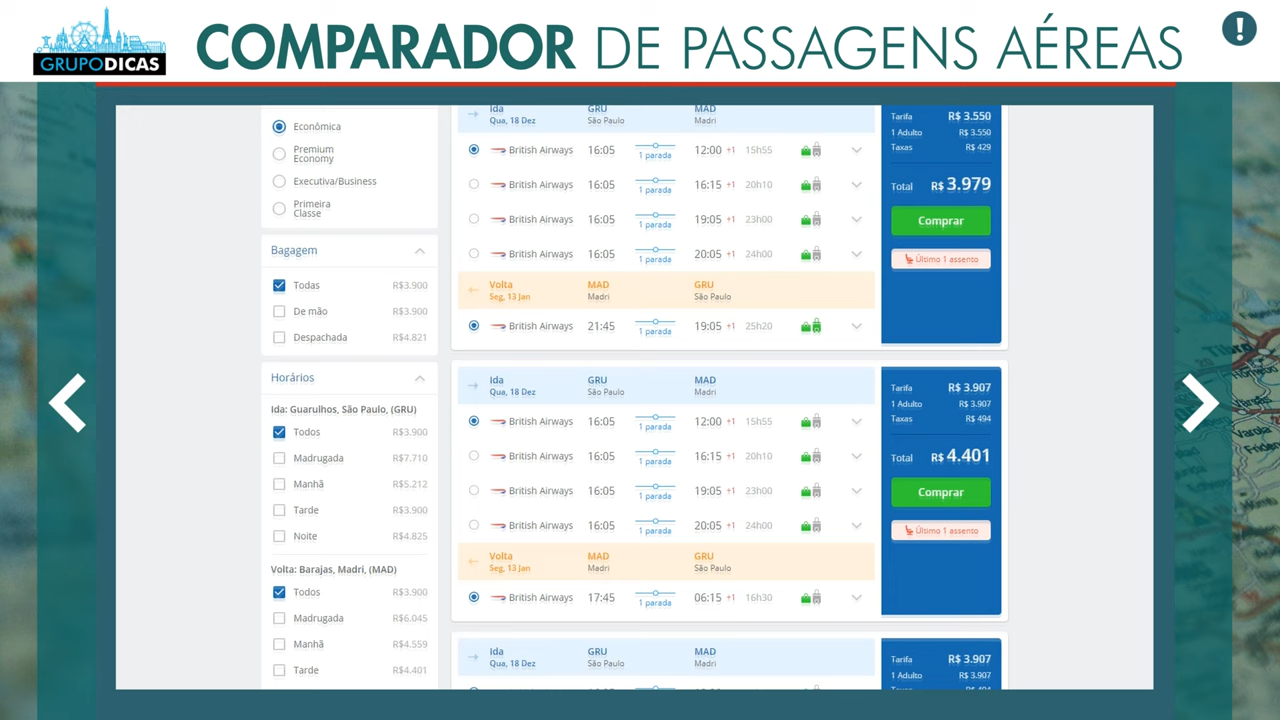 GRUPODICAS
COMPARADOR DE PASSAGENS AÉREAS
!
Econômica
Premium
Economy
Executiva/Business
Primeira
Classe
Bagagem
Todas R$3.900
De mão R$3.900
Despachada R$4.821
Horários
Ida: Guarulhos, São Paulo, (GRU)
Todos R$3.900
Madrugada R$7.710
Manhã R$5.212
Tarde R$3.900
Noite R$4.825
Volta: Barajas, Madri, (MAD)
Todos R$3.900
Madrugada R$6.045
Manhã R$4.559
Tarde R$4.401
Ida GRU MAD
Qua, 18 Dez São Paulo Madri
British Airways 16:05 1 parada 12:00 +1 15h55
British Airways 16:05 1 parada 16:15 +1 20h10
British Airways 16:05 1 parada 19:05 +1 23h00
British Airways 16:05 1 parada 20:05 +1 24h00
Volta MAD GRU
Seg, 13 Jan Madri São Paulo
British Airways 21:45 1 parada 19:05 +1 25h20
Tarifa R$ 3.550
1 Adulto R$ 3.550
Taxas R$ 429
Total R$ 3.979
Comprar
Último 1 assento
Ida GRU MAD
Qua, 18 Dez São Paulo Madri
British Airways 16:05 1 parada 12:00 +1 15h55
British Airways 16:05 1 parada 16:15 +1 20h10
British Airways 16:05 1 parada 19:05 +1 23h00
British Airways 16:05 1 parada 20:05 +1 24h00
Volta MAD GRU
Seg, 13 Jan Madri São Paulo
British Airways 17:45 1 parada 06:15 +1 16h30
Tarifa R$ 3.907
1 Adulto R$ 3.907
Taxas R$ 494
Total R$ 4.401
Comprar
Último 1 assento
Ida GRU MAD
Qua, 18 Dez São Paulo Madri
Tarifa R$ 3.907
1 Adulto R$ 3.907